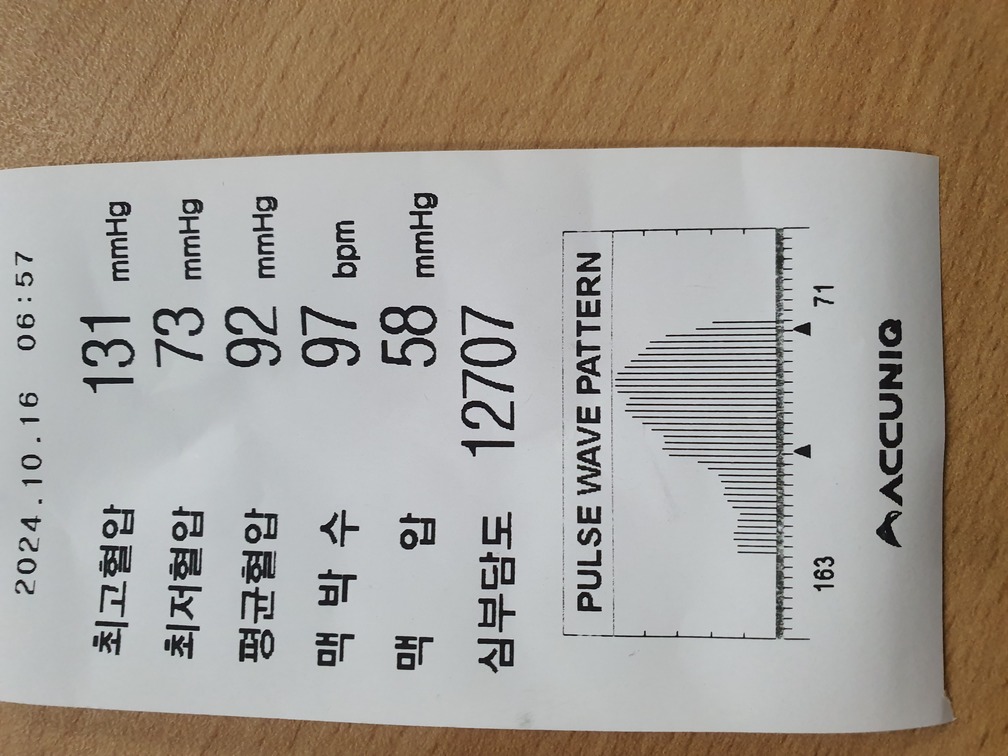 2024.10.16 06:57
최고혈압 131 mmHg
최저혈압 73 mmHg
평균혈압 92 mmHg
맥 박 수 97 bpm
맥 압 58 mmHg
심부담도 12707
PULSE WAVE PATTERN
163 71
ACCUNIQ